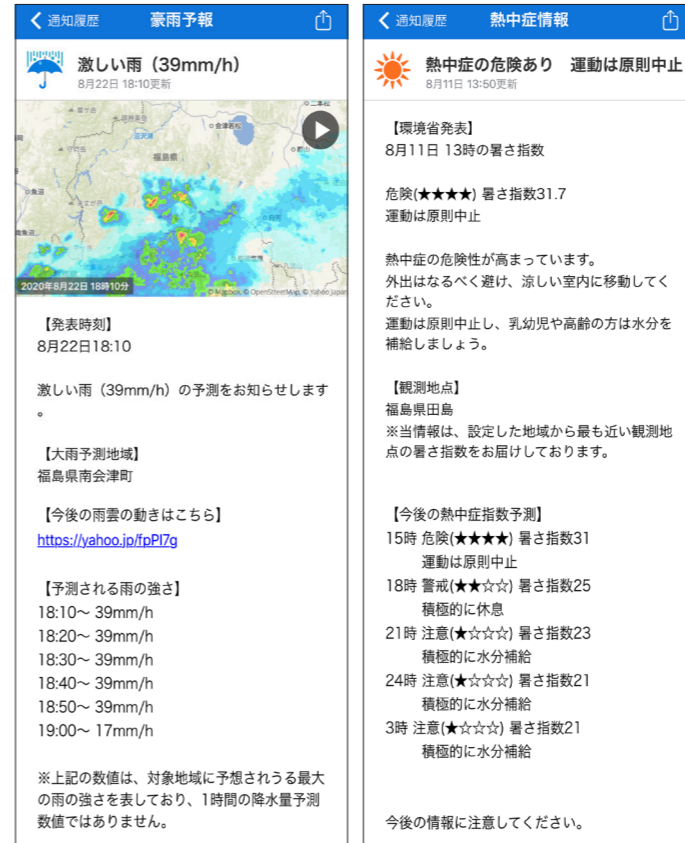 通知履歴
豪雨予報
激しい雨（39mm/h）
8月22日 18:10更新
会津若松
福島県
2020年8月22日 18時10分
© Mapbox, © OpenStreetMap, © Yahoo Japan
【発表時刻】
8月22日18:10
激しい雨（39mm/h）の予測をお知らせします
。
【大雨予測地域】
福島県南会津町
【今後の雨雲の動きはこちら】
https://yahoo.jp/fpPl7g
【予測される雨の強さ】
18:10〜 39mm/h
18:20〜 39mm/h
18:30〜 39mm/h
18:40〜 39mm/h
18:50〜 39mm/h
19:00〜 17mm/h
※上記の数値は、対象地域に予想されうる最大
の雨の強さを表しており、1時間の降水量予測
数値ではありません。
通知履歴
熱中症情報
熱中症の危険あり　運動は原則中止
8月11日 13:50更新
【環境省発表】
8月11日 13時の暑さ指数
危険(★★★★) 暑さ指数31.7
運動は原則中止
熱中症の危険性が高まっています。
外出はなるべく避け、涼しい室内に移動してく
ださい。
運動は原則中止し、乳幼児や高齢の方は水分を
補給しましょう。
【観測地点】
福島県田島
※当情報は、設定した地域から最も近い観測地
点の暑さ指数をお届けしております。
【今後の熱中症指数予測】
15時 危険(★★★★) 暑さ指数31
運動は原則中止
18時 警戒(★★☆☆) 暑さ指数25
積極的に休息
21時 注意(★☆☆☆) 暑さ指数23
積極的に水分補給
24時 注意(★☆☆☆) 暑さ指数21
積極的に水分補給
3時 注意(★☆☆☆) 暑さ指数21
積極的に水分補給
今後の情報に注意してください。